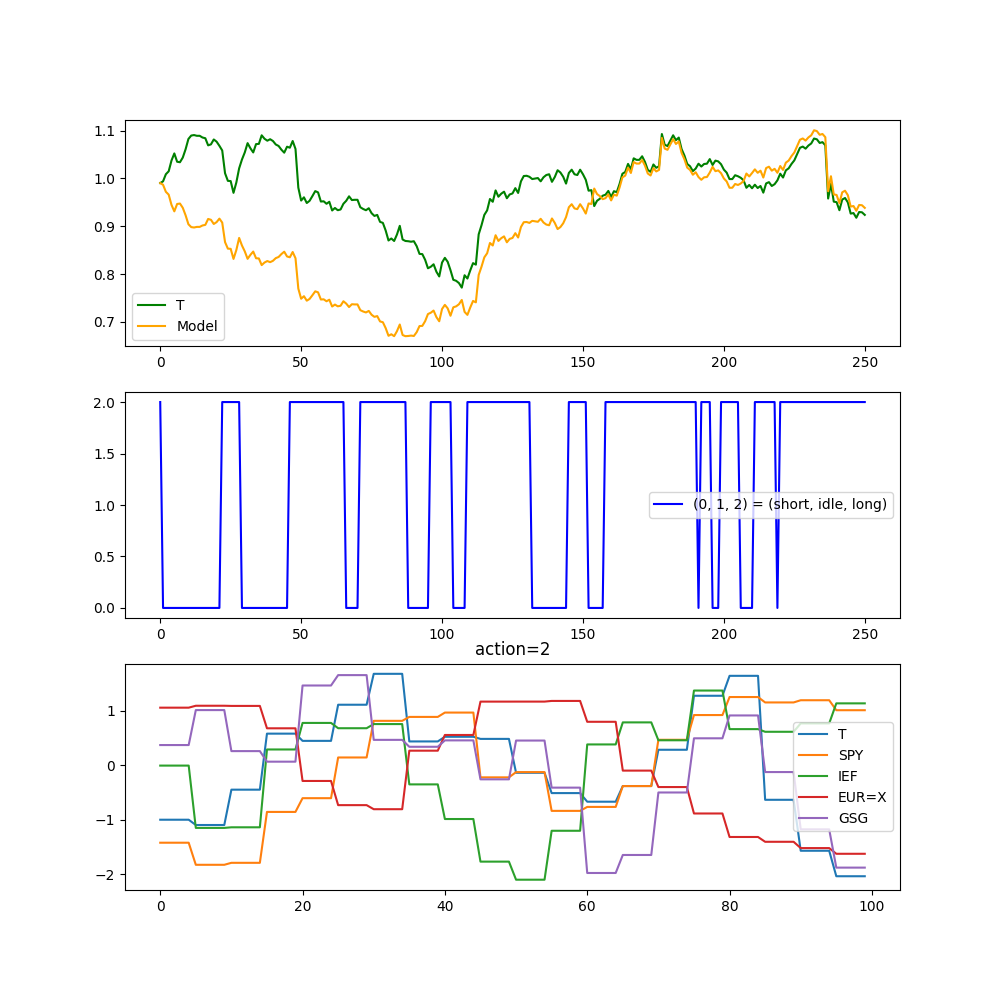 1.1
1.0
0.9
0.8
0.7
T
Model
0 50 100 150 200 250
2.0
1.5
1.0
0.5
0.0
(0, 1, 2) = (short, idle, long)
0 50 100 150 200 250
action=2
1
0
−1
−2
T
SPY
IEF
EUR=X
GSG
0 20 40 60 80 100